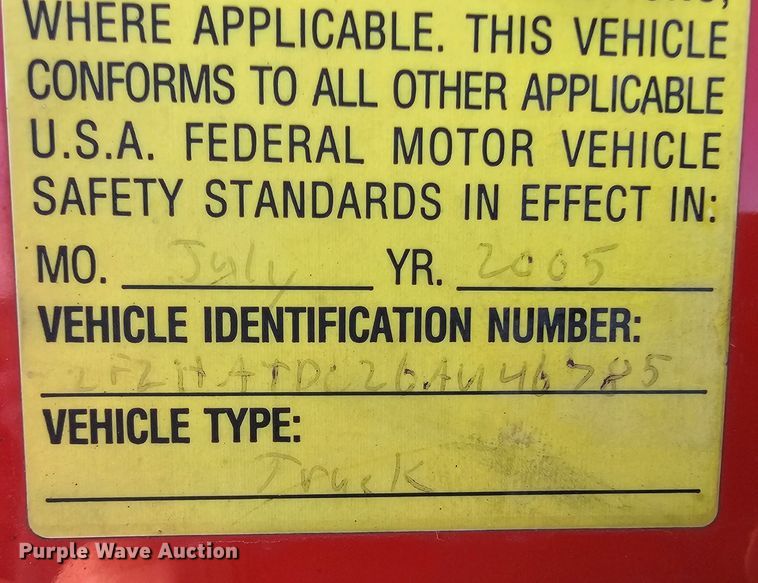 WHERE APPLICABLE. THIS VEHICLE
CONFORMS TO ALL OTHER APPLICABLE
U.S.A. FEDERAL MOTOR VEHICLE
SAFETY STANDARDS IN EFFECT IN:
MO. July YR. 2005
VEHICLE IDENTIFICATION NUMBER:
2FZHATDC26AU46785
VEHICLE TYPE:
Truck
Purple Wave Auction